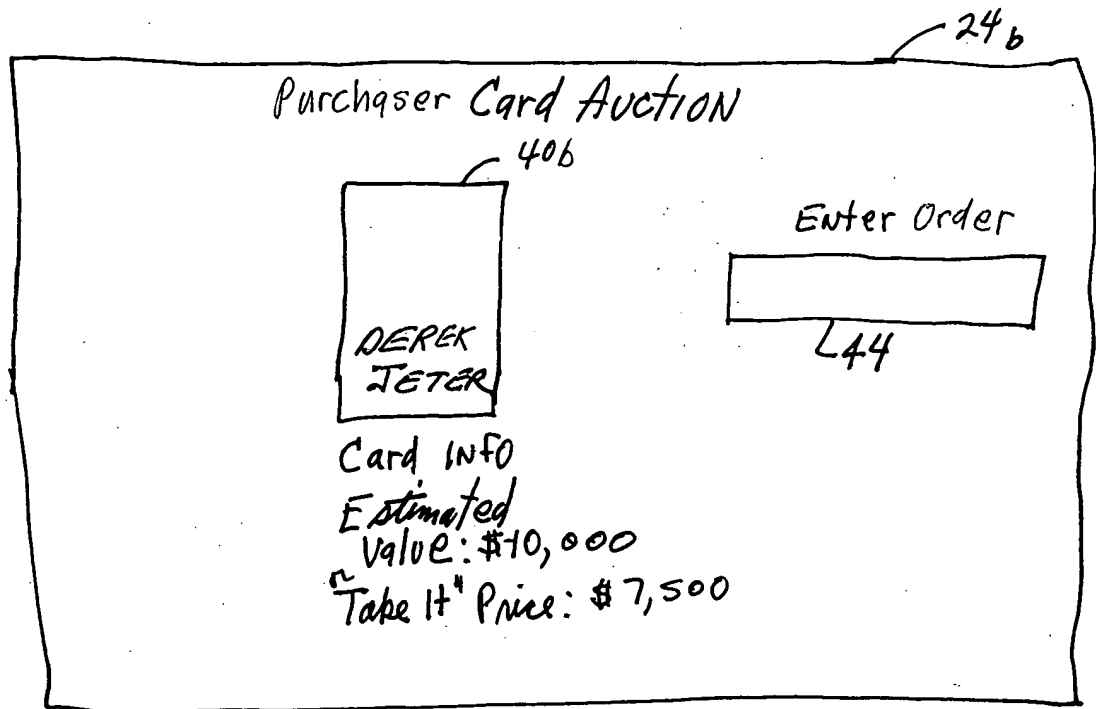 24b
Purchaser Card Auction
40b
Enter Order
DEREK
JETER
44
Card Info
Estimated
Value: $10,000
"Take It" Price: $7,500